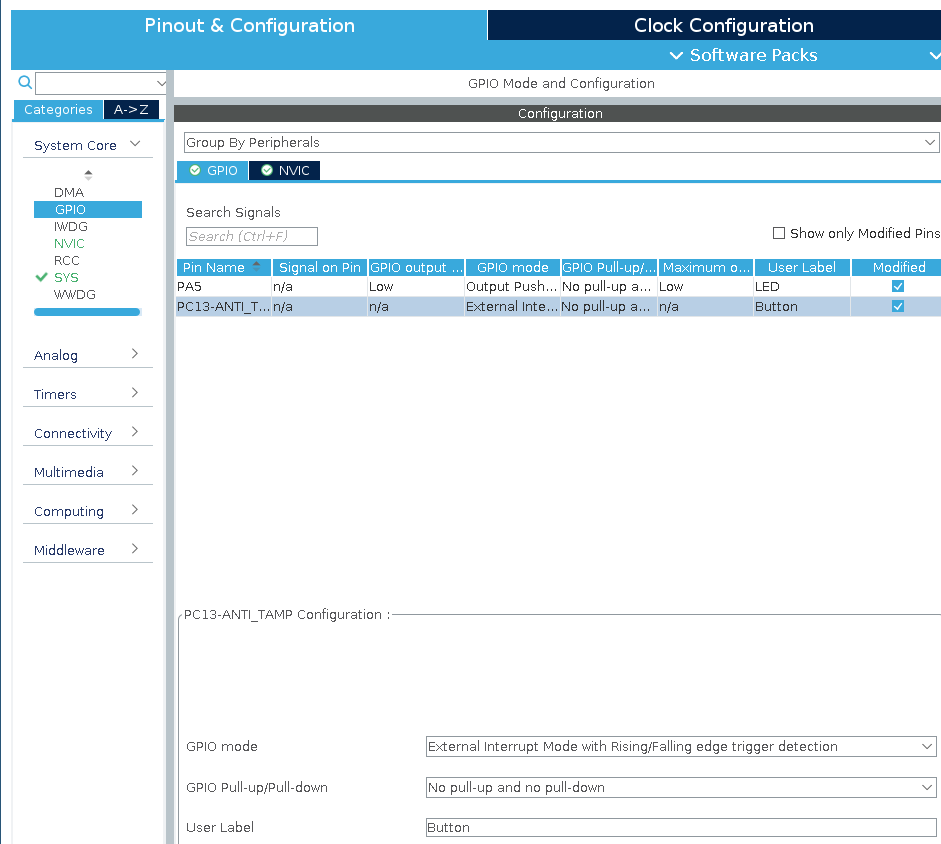 Pinout & Configuration
Clock Configuration
Software Packs
GPIO Mode and Configuration
Categories
A->Z
Configuration
System Core
Group By Peripherals
GPIO
NVIC
DMA
GPIO
IWDG
NVIC
RCC
SYS
WWDG
Search Signals
Search (Ctrl+F)
Show only Modified Pins
Pin Name Signal on Pin GPIO output ... GPIO mode GPIO Pull-up/... Maximum o... User Label Modified
PA5 n/a Low Output Push... No pull-up a... Low LED
PC13-ANTI_T... n/a n/a External Inte... No pull-up a... n/a Button
Analog
Timers
Connectivity
Multimedia
Computing
Middleware
PC13-ANTI_TAMP Configuration :
GPIO mode External Interrupt Mode with Rising/Falling edge trigger detection
GPIO Pull-up/Pull-down No pull-up and no pull-down
User Label Button